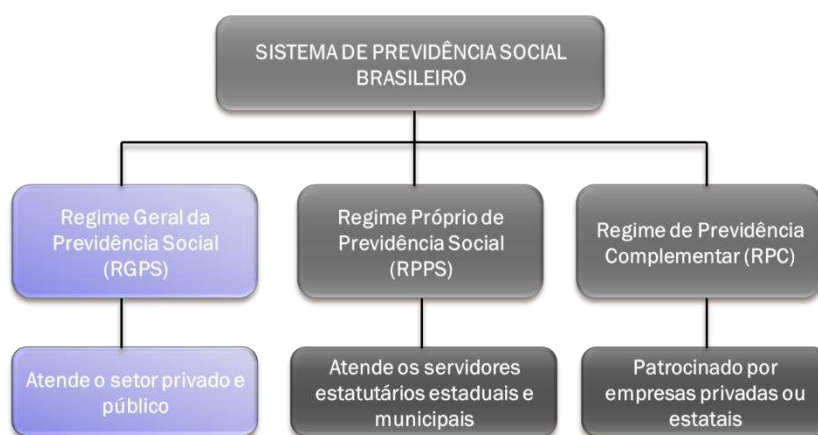 SISTEMA DE PREVIDÊNCIA SOCIAL
BRASILEIRO
Regime Geral da
Previdência Social
(RGPS)
Regime Próprio de
Previdência Social
(RPPS)
Regime de Previdência
Complementar (RPC)
Atende o setor privado e
público
Atende os servidores
estatutários estaduais e
municipais
Patrocinado por
empresas privadas ou
estatais